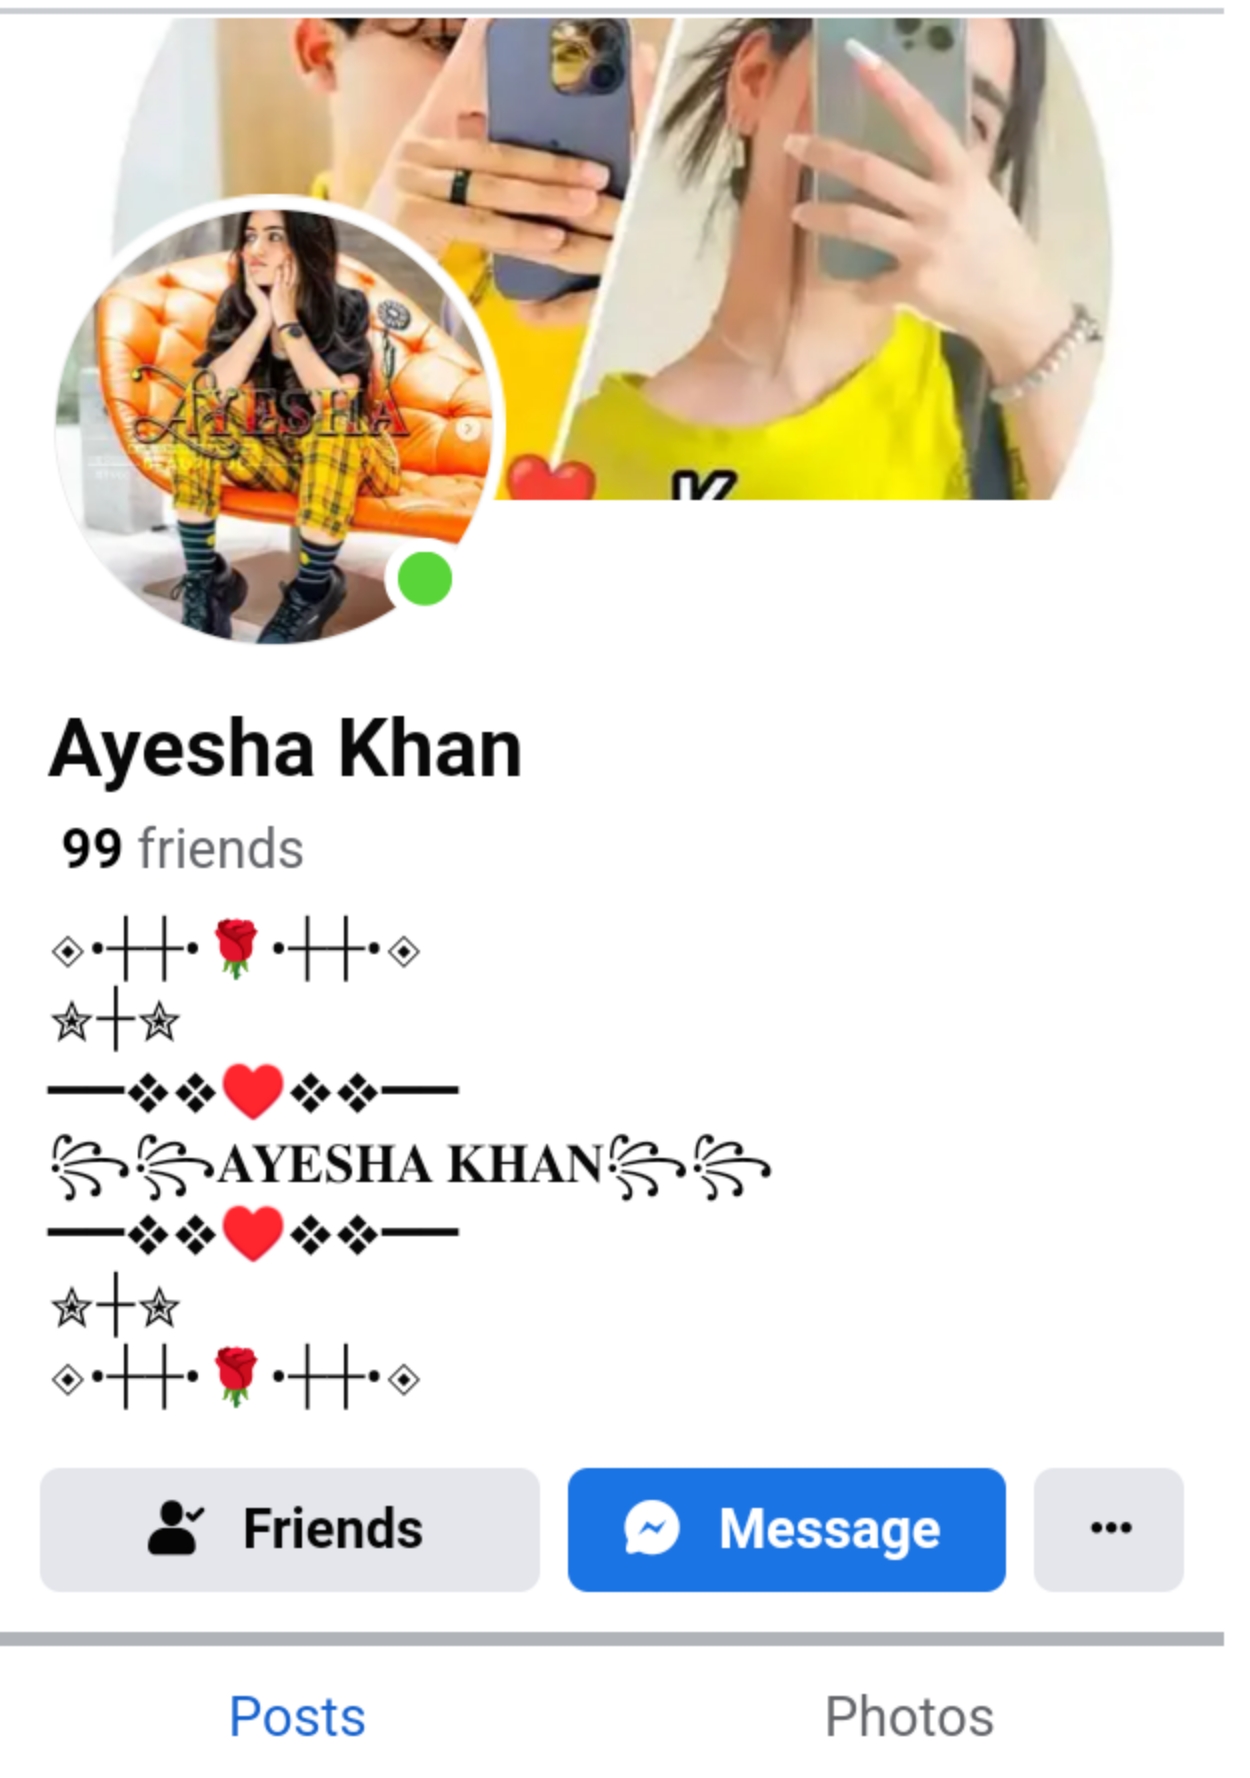 K
AYESHA
Ayesha Khan
99 friends
◈•┼┼•🌹•┼┼•◈
✯┼✯
━━❖❖♥️❖❖━━
꧂꧂AYESHA KHAN꧂꧂
━━❖❖♥️❖❖━━
✯┼✯
◈•┼┼•🌹•┼┼•◈
Friends
Message
Posts
Photos